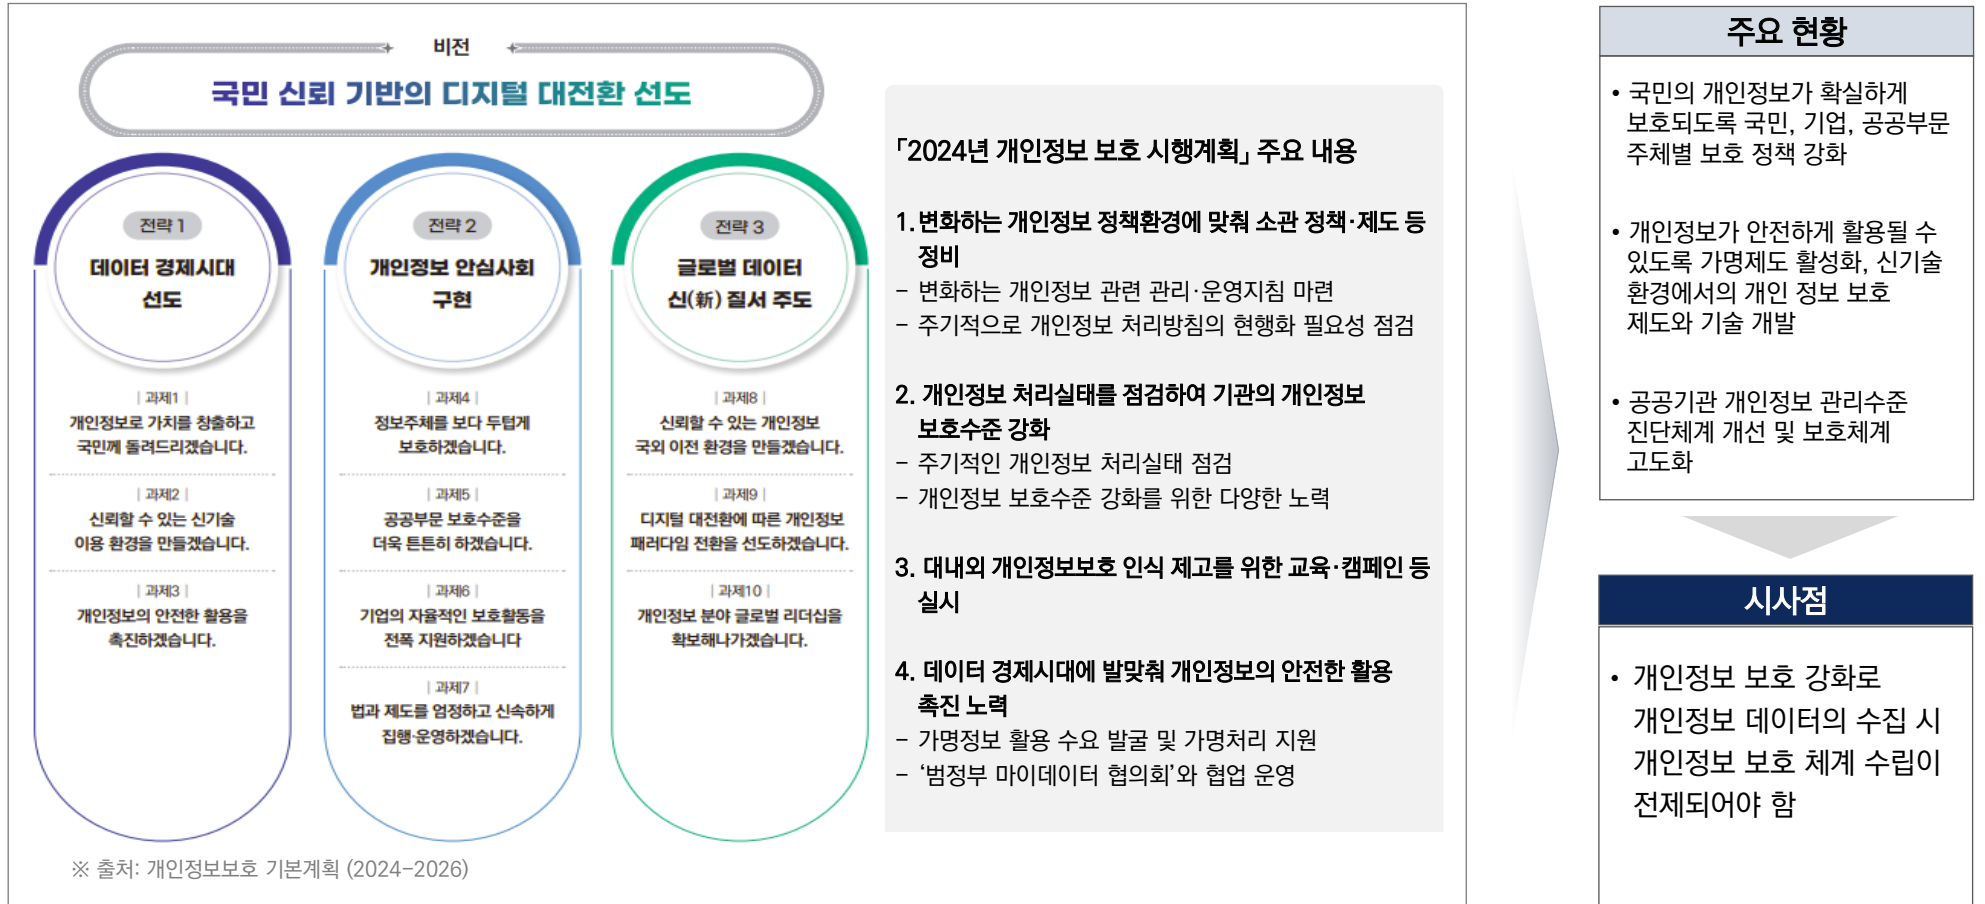 비전
국민 신뢰 기반의 디지털 대전환 선도
전략 1
데이터 경제시대
선도
| 과제1 |
개인정보로 가치를 창출하고
국민께 돌려드리겠습니다.
| 과제2 |
신뢰할 수 있는 신기술
이용 환경을 만들겠습니다.
| 과제3 |
개인정보의 안전한 활용을
촉진하겠습니다.
전략 2
개인정보 안심사회
구현
| 과제4 |
정보주체를 보다 두텁게
보호하겠습니다.
| 과제5 |
공공부문 보호수준을
더욱 튼튼히 하겠습니다.
| 과제6 |
기업의 자율적인 보호활동을
전폭 지원하겠습니다
| 과제7 |
법과 제도를 엄정하고 신속하게
집행·운영하겠습니다.
전략 3
글로벌 데이터
신(新) 질서 주도
| 과제8 |
신뢰할 수 있는 개인정보
국외 이전 환경을 만들겠습니다.
| 과제9 |
디지털 대전환에 따른 개인정보
패러다임 전환을 선도하겠습니다.
| 과제10 |
개인정보 분야 글로벌 리더십을
확보해나가겠습니다.
※ 출처: 개인정보보호 기본계획 (2024-2026)
「2024년 개인정보 보호 시행계획」 주요 내용
1. 변화하는 개인정보 정책환경에 맞춰 소관 정책·제도 등
정비
- 변화하는 개인정보 관련 관리·운영지침 마련
- 주기적으로 개인정보 처리방침의 현행화 필요성 점검
2. 개인정보 처리실태를 점검하여 기관의 개인정보
보호수준 강화
- 주기적인 개인정보 처리실태 점검
- 개인정보 보호수준 강화를 위한 다양한 노력
3. 대내외 개인정보보호 인식 제고를 위한 교육·캠페인 등
실시
4. 데이터 경제시대에 발맞춰 개인정보의 안전한 활용
촉진 노력
- 가명정보 활용 수요 발굴 및 가명처리 지원
- ‘범정부 마이데이터 협의회’와 협업 운영
주요 현황
• 국민의 개인정보가 확실하게
보호되도록 국민, 기업, 공공부문
주체별 보호 정책 강화
• 개인정보가 안전하게 활용될 수
있도록 가명제도 활성화, 신기술
환경에서의 개인 정보 보호
제도와 기술 개발
• 공공기관 개인정보 관리수준
진단체계 개선 및 보호체계
고도화
시사점
• 개인정보 보호 강화로
개인정보 데이터의 수집 시
개인정보 보호 체계 수립이
전제되어야 함